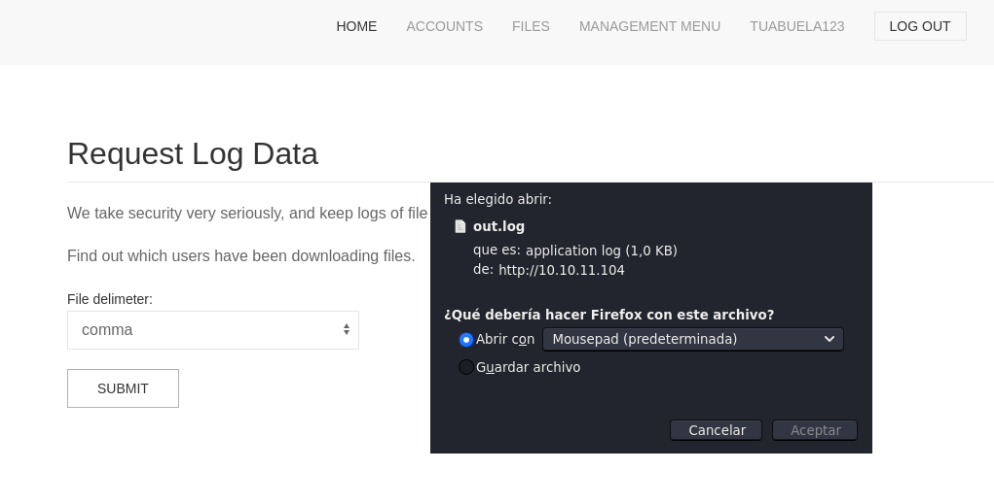 HOME ACCOUNTS FILES MANAGEMENT MENU TUABUELA123 LOG OUT
Request Log Data
We take security very seriously, and keep logs of file
Find out which users have been downloading files.
File delimeter:
comma
SUBMIT
Ha elegido abrir:
out.log
que es: application log (1,0 KB)
de: http://10.10.11.104
¿Qué debería hacer Firefox con este archivo?
Abrir con Mousepad (predeterminada)
Guardar archivo
Cancelar Aceptar